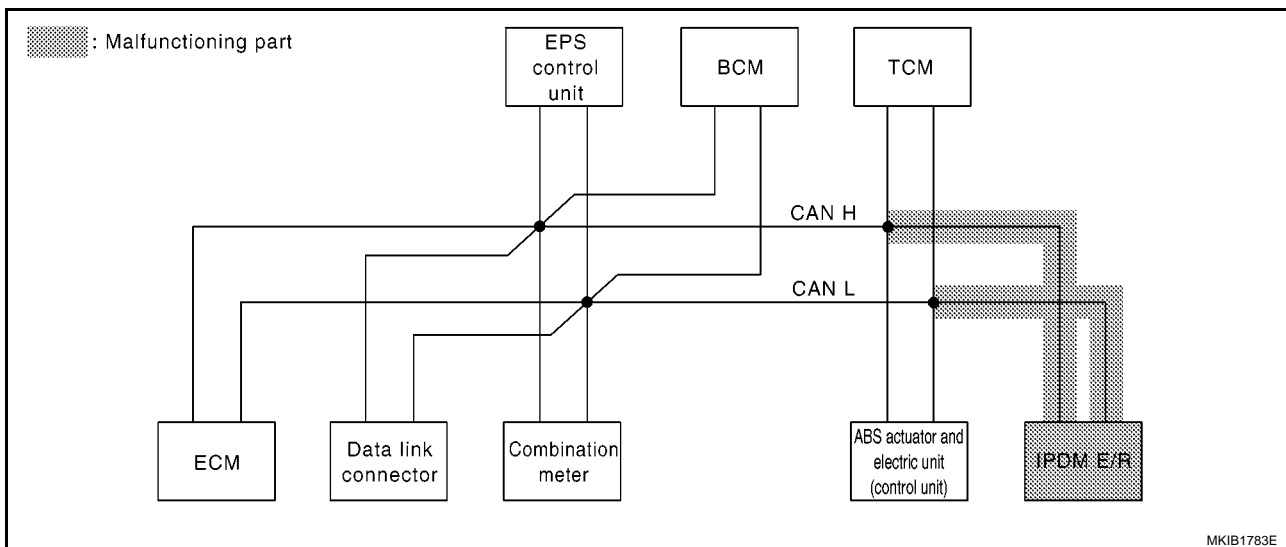 : Malfunctioning part
EPS
control
unit
BCM
TCM
CAN H
CAN L
ECM
Data link
connector
Combination
meter
ABS actuator and
electric unit
(control unit)
IPDM E/R
MKIB1783E